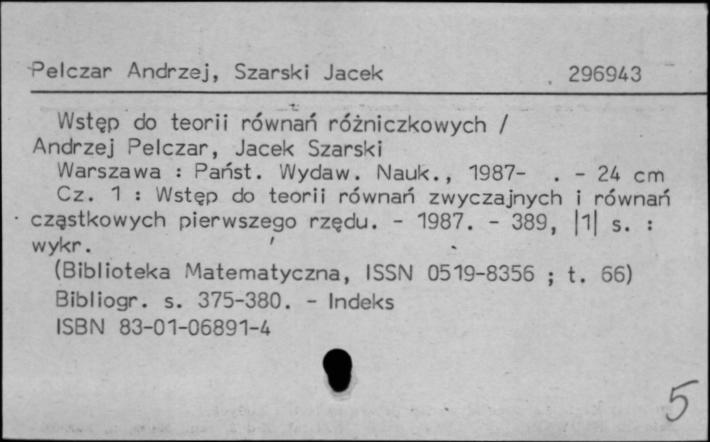 Pelczar Andrzej, Szarski Jacek 296943
Wstęp do teorii równań różniczkowych /
Andrzej Pelczar, Jacek Szarski
Warszawa : Państ. Wydaw. Nauk., 1987- . - 24 cm
Cz. 1 : Wstęp do teorii równań zwyczajnych i równań
cząstkowych pierwszego rzędu. - 1987. - 389, |1| s. :
wykr.
(Biblioteka Matematyczna, ISSN 0519-8356 ; t. 66)
Bibliogr. s. 375-380. - Indeks
ISBN 83-01-06891-4
5